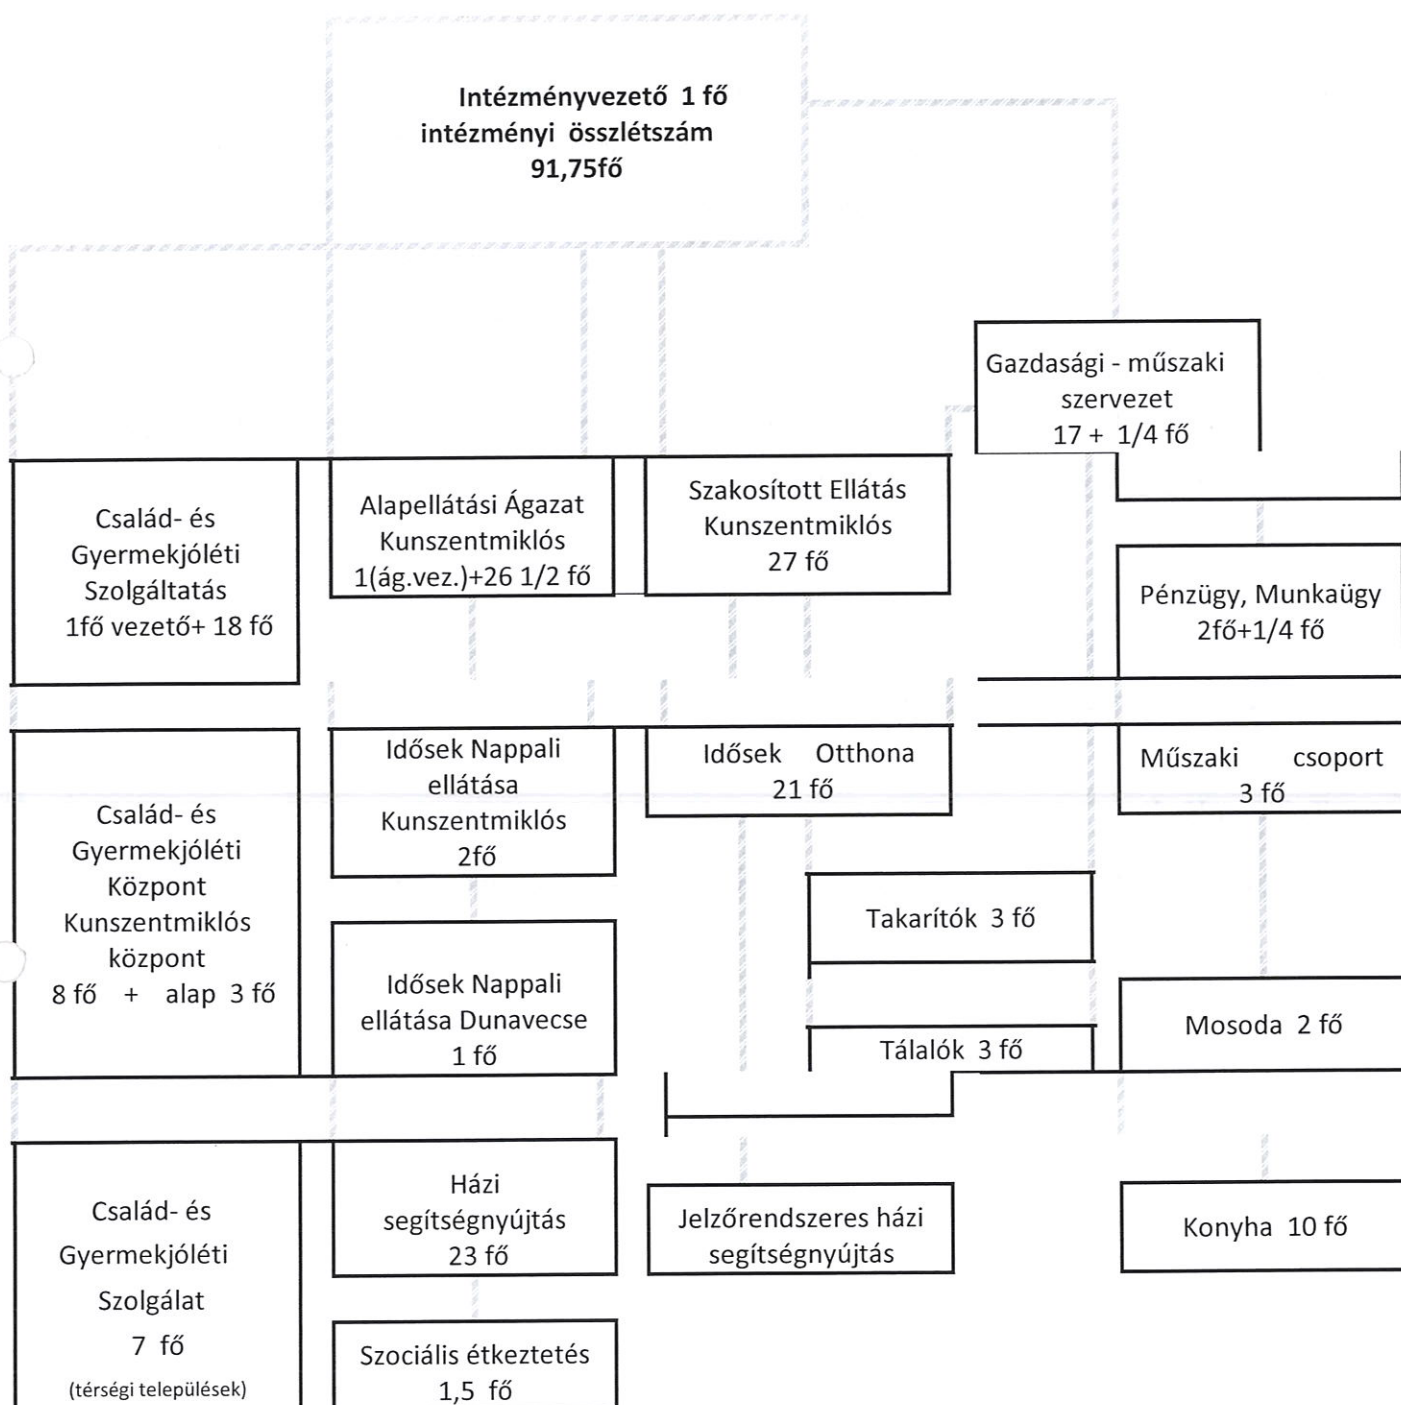 Intézményvezető 1 fő
intézményi összlétszám
91,75fő
Gazdasági - műszaki
szervezet
17 + 1/4 fő
Család- és
Gyermekjóléti
Szolgáltatás
1fő vezető+ 18 fő
Alapellátási Ágazat
Kunszentmiklós
1(ág.vez.)+26 1/2 fő
Szakosított Ellátás
Kunszentmiklós
27 fő
Pénzügy, Munkaügy
2fő+1/4 fő
Család- és
Gyermekjóléti
Központ
Kunszentmiklós
központ
8 fő + alap 3 fő
Idősek Nappali
ellátása
Kunszentmiklós
2fő
Idősek Otthona
21 fő
Műszaki csoport
3 fő
Takarítók 3 fő
Idősek Nappali
ellátása Dunavecse
1 fő
Tálalók 3 fő
Mosoda 2 fő
Család- és
Gyermekjóléti
Szolgálat
7 fő
(térségi települések)
Házi
segítségnyújtás
23 fő
Jelzőrendszeres házi
segítségnyújtás
Konyha 10 fő
Szociális étkeztetés
1,5 fő